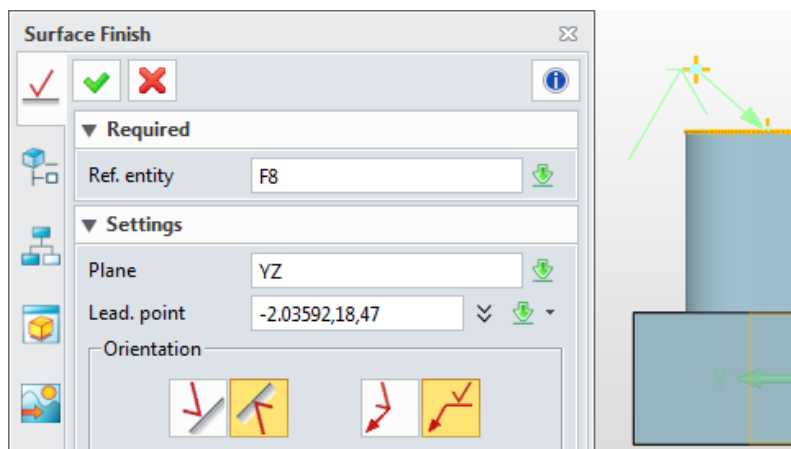 Surface Finish
Required
Ref. entity F8
Settings
Plane YZ
Lead. point -2.03592,18,47
Orientation
Y